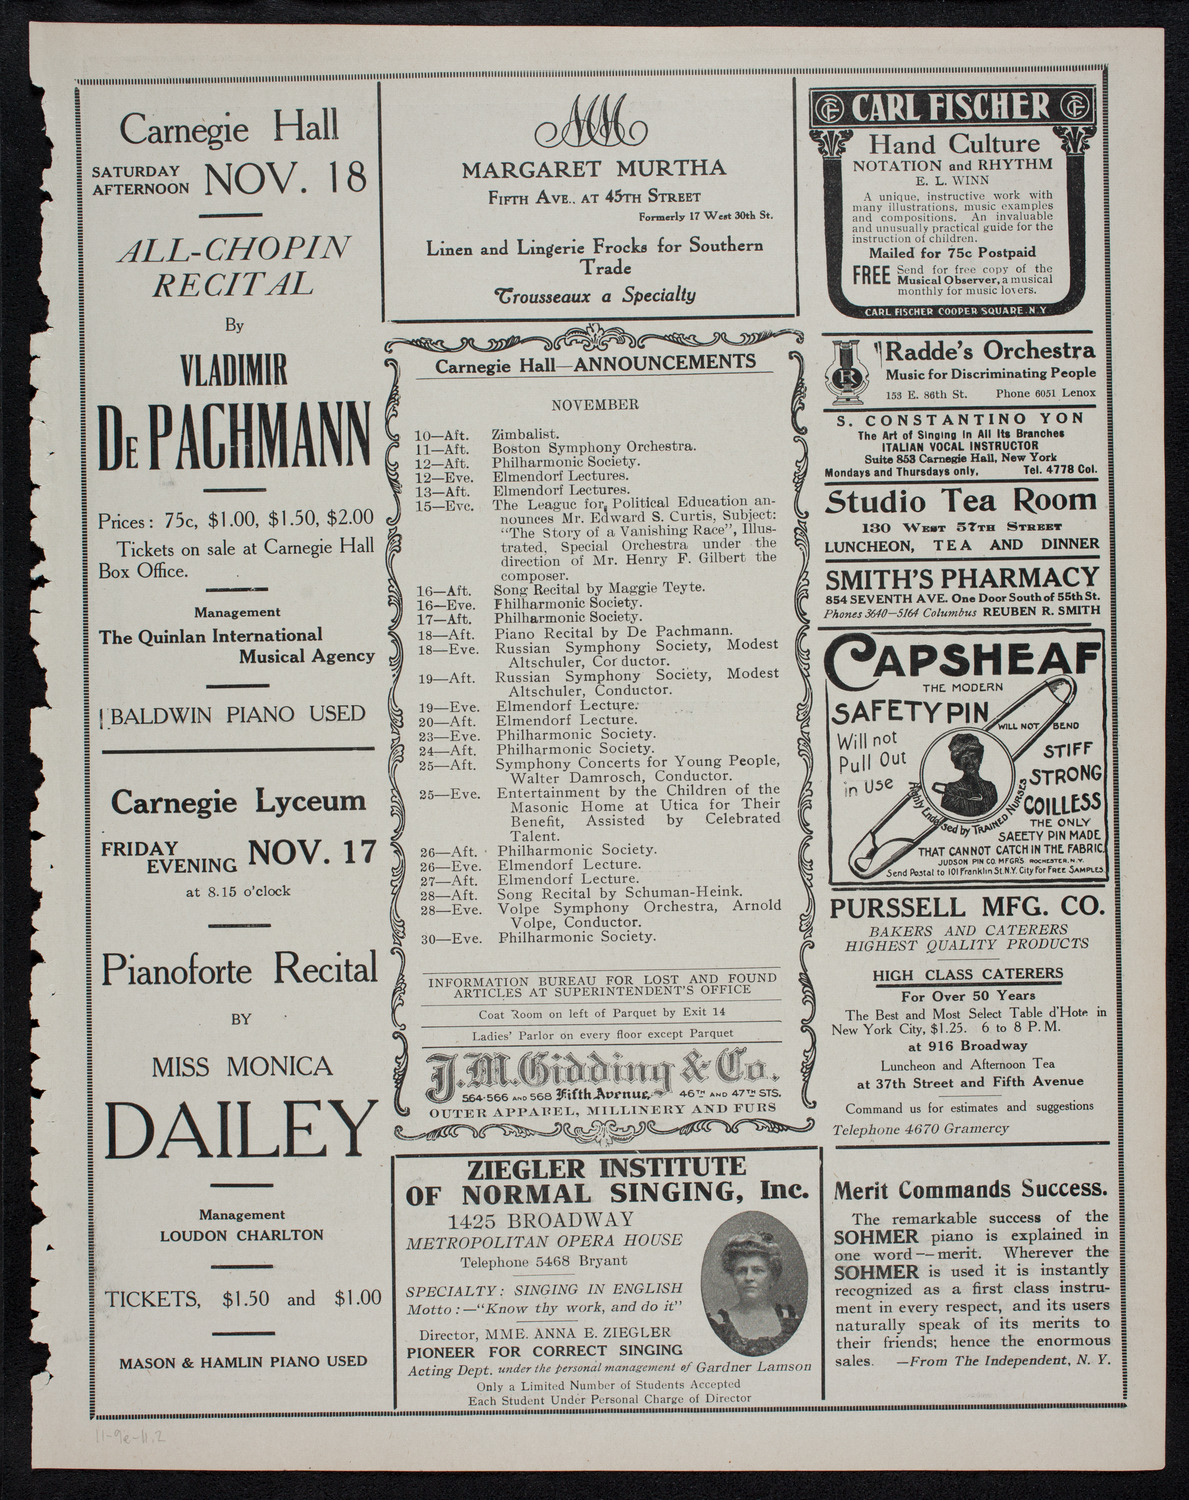 Carnegie Hall
SATURDAY AFTERNOON NOV. 18
ALL-CHOPIN
RECITAL
By
VLADIMIR
DE PACHMANN
Prices: 75c, $1.00, $1.50, $2.00
Tickets on sale at Carnegie Hall
Box Office.
Management
The Quinlan International
Musical Agency
BALDWIN PIANO USED
Carnegie Lyceum
FRIDAY EVENING NOV. 17
at 8.15 o'clock
Pianoforte Recital
BY
MISS MONICA
DAILEY
Management
LOUDON CHARLTON
TICKETS, $1.50 and $1.00
MASON & HAMLIN PIANO USED
MM
MARGARET MURTHA
FIFTH AVE.. AT 45TH STREET
Formerly 17 West 30th St.
Linen and Lingerie Frocks for Southern
Trade
Trousseaux a Specialty
Carnegie Hall—ANNOUNCEMENTS
NOVEMBER
10—Aft. Zimbalist.
11—Aft. Boston Symphony Orchestra.
12—Aft. Philharmonic Society.
12—Eve. Elmendorf Lectures.
13—Aft. Elmendorf Lectures.
15—Eve. The League for Political Education an-
nounces Mr. Edward S. Curtis, Subject:
"The Story of a Vanishing Race", Illus-
trated, Special Orchestra under the
direction of Mr. Henry F. Gilbert the
composer.
16—Aft. Song Recital by Maggie Teyte.
16—Eve. Philharmonic Society.
17—Aft. Philharmonic Society.
18—Aft. Piano Recital by De Pachmann.
18—Eve. Russian Symphony Society, Modest
Altschuler, Cor ductor.
19—Aft. Russian Symphony Society, Modest
Altschuler, Conductor.
19—Eve. Elmendorf Lecture.
20—Aft. Elmendorf Lecture.
23—Eve. Philharmonic Society.
24—Aft. Philharmonic Society.
25—Aft. Symphony Concerts for Young People,
Walter Damrosch, Conductor.
25—Eve. Entertainment by the Children of the
Masonic Home at Utica for Their
Benefit, Assisted by Celebrated
Talent.
26—Aft. Philharmonic Society.
26—Eve. Elmendorf Lecture.
27—Aft. Elmendorf Lecture.
28—Aft. Song Recital by Schuman-Heink.
28—Eve. Volpe Symphony Orchestra, Arnold
Volpe, Conductor.
30—Eve. Philharmonic Society.
INFORMATION BUREAU FOR LOST AND FOUND
ARTICLES AT SUPERINTENDENT'S OFFICE
Coat Room on left of Parquet by Exit 14
Ladies' Parlor on every floor except Parquet
J.M. Gidding & Co.
564-566 AND 568 Fifth Avenue, 46TH AND 47TH STS.
OUTER APPAREL, MILLINERY AND FURS
ZIEGLER INSTITUTE
OF NORMAL SINGING, Inc.
1425 BROADWAY
METROPOLITAN OPERA HOUSE
Telephone 5468 Bryant
SPECIALTY: SINGING IN ENGLISH
Motto:—"Know thy work, and do it"
Director, MME. ANNA E. ZIEGLER
PIONEER FOR CORRECT SINGING
Acting Dept. under the personal management of Gardner Lamson
Only a Limited Number of Students Accepted
Each Student Under Personal Charge of Director
CF CARL FISCHER CF
Hand Culture
NOTATION and RHYTHM
E. L. WINN
A unique, instructive work with
many illustrations, music examples
and compositions. An invaluable
and unusually practical guide for the
instruction of children.
Mailed for 75c Postpaid
FREE Send for free copy of the
Musical Observer, a musical
monthly for music lovers.
CARL FISCHER COOPER SQUARE. N.Y
R
Radde's Orchestra
Music for Discriminating People
153 E. 86th St. Phone 6051 Lenox
S. CONSTANTINO YON
The Art of Singing In All Its Branches
ITALIAN VOCAL INSTRUCTOR
Suite 853 Carnegie Hall, New York
Mondays and Thursdays only, Tel. 4778 Col.
Studio Tea Room
130 WEST 57TH STREET
LUNCHEON, TEA AND DINNER
SMITH'S PHARMACY
854 SEVENTH AVE. One Door South of 55th St.
Phones 3640-5164 Columbus REUBEN R. SMITH
CAPSHEAF
THE MODERN
SAFETY PIN
WILL NOT BEND
Will not
Pull Out
in Use
STIFF
STRONG
COILLESS
Highly Endorsed by TRAINED NURSES
THE ONLY
SAFETY PIN MADE
THAT CANNOT CATCH IN THE FABRIC.
JUDSON PIN CO. MFGRS. ROCHESTER, N.Y.
Send Postal to 101 Franklin St. N.Y. City for FREE SAMPLES
PURSSELL MFG. CO.
BAKERS AND CATERERS
HIGHEST QUALITY PRODUCTS
HIGH CLASS CATERERS
For Over 50 Years
The Best and Most Select Table d'Hote in
New York City, $1.25. 6 to 8 P.M.
at 916 Broadway
Luncheon and Afternoon Tea
at 37th Street and Fifth Avenue
Command us for estimates and suggestions
Telephone 4670 Gramercy
Merit Commands Success.
The remarkable success of the
SOHMER piano is explained in
one word—merit. Wherever the
SOHMER is used it is instantly
recognized as a first class instru-
ment in every respect, and its users
naturally speak of its merits to
their friends; hence the enormous
sales. —From The Independent, N. Y.